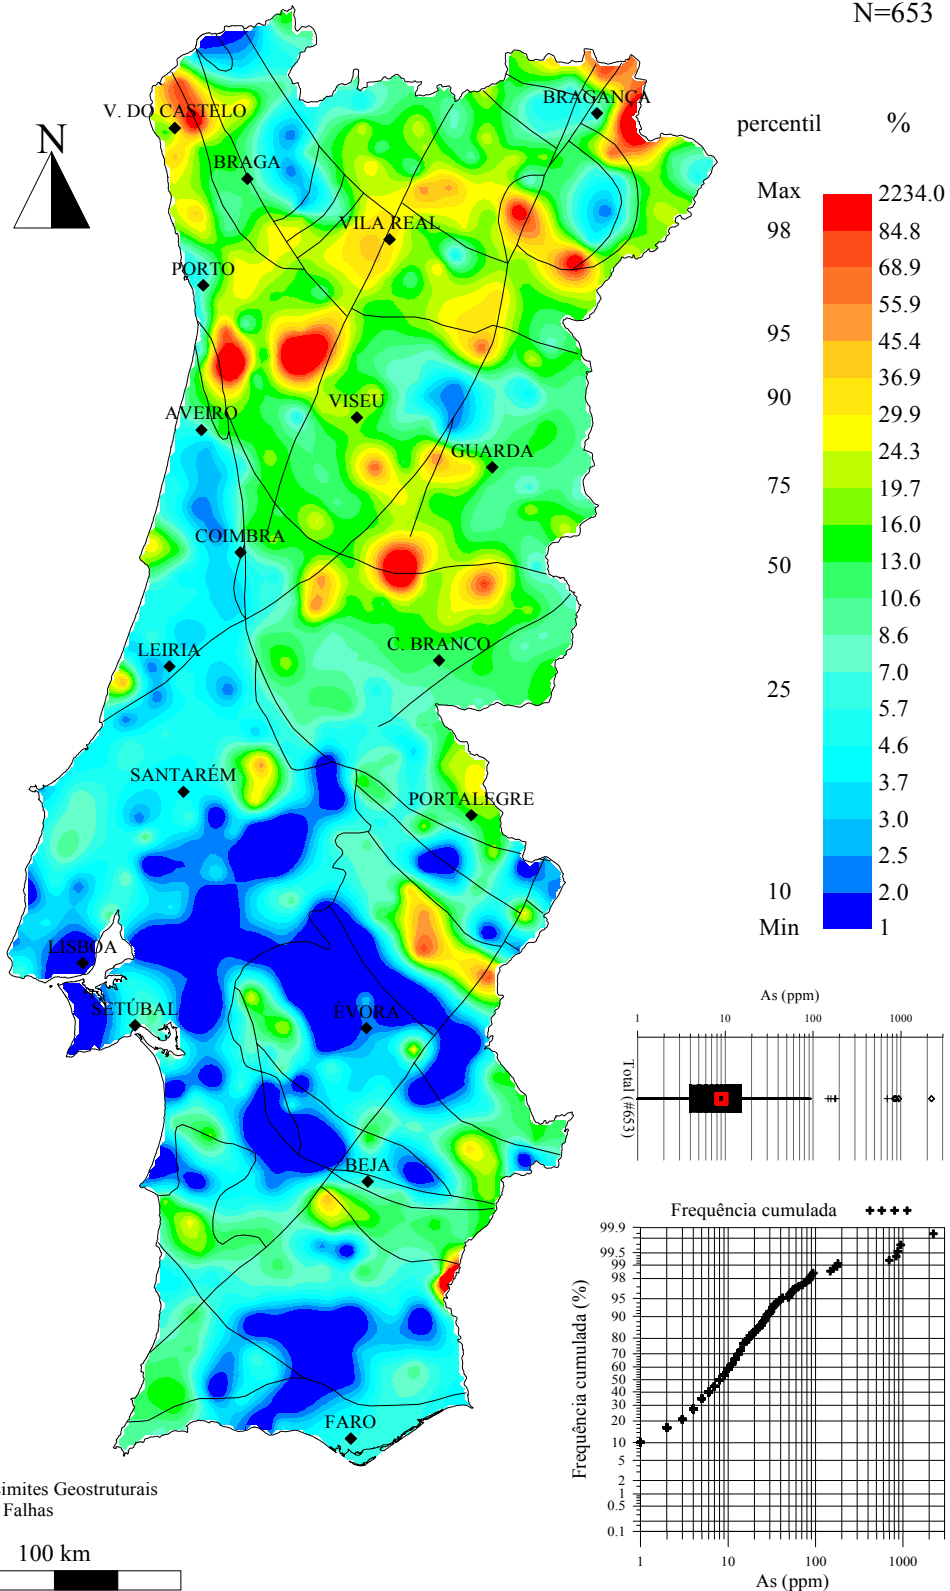 N=653
N
V. DO CASTELO
BRAGANÇA
BRAGA
VILA REAL
PORTO
VISEU
AVEIRO
GUARDA
COIMBRA
LEIRIA
C. BRANCO
SANTARÉM
PORTALEGRE
LISBOA
SETÚBAL
ÉVORA
BEJA
FARO
percentil %
Max 2234.0
98 84.8
68.9
55.9
95 45.4
36.9
90 29.9
24.3
75 19.7
16.0
50 13.0
10.6
8.6
7.0
25 5.7
4.6
3.7
3.0
2.5
10 2.0
Min 1
As (ppm)
1 10 100 1000
Total (#653)
Frequência cumulada
Frequência cumulada (%)
99.9
99.5
99
98
95
90
80
70
60
50
40
30
20
10
5
2
1
0.5
0.1
1 10 100 1000
As (ppm)
Geostruturais
Falhas
100 km